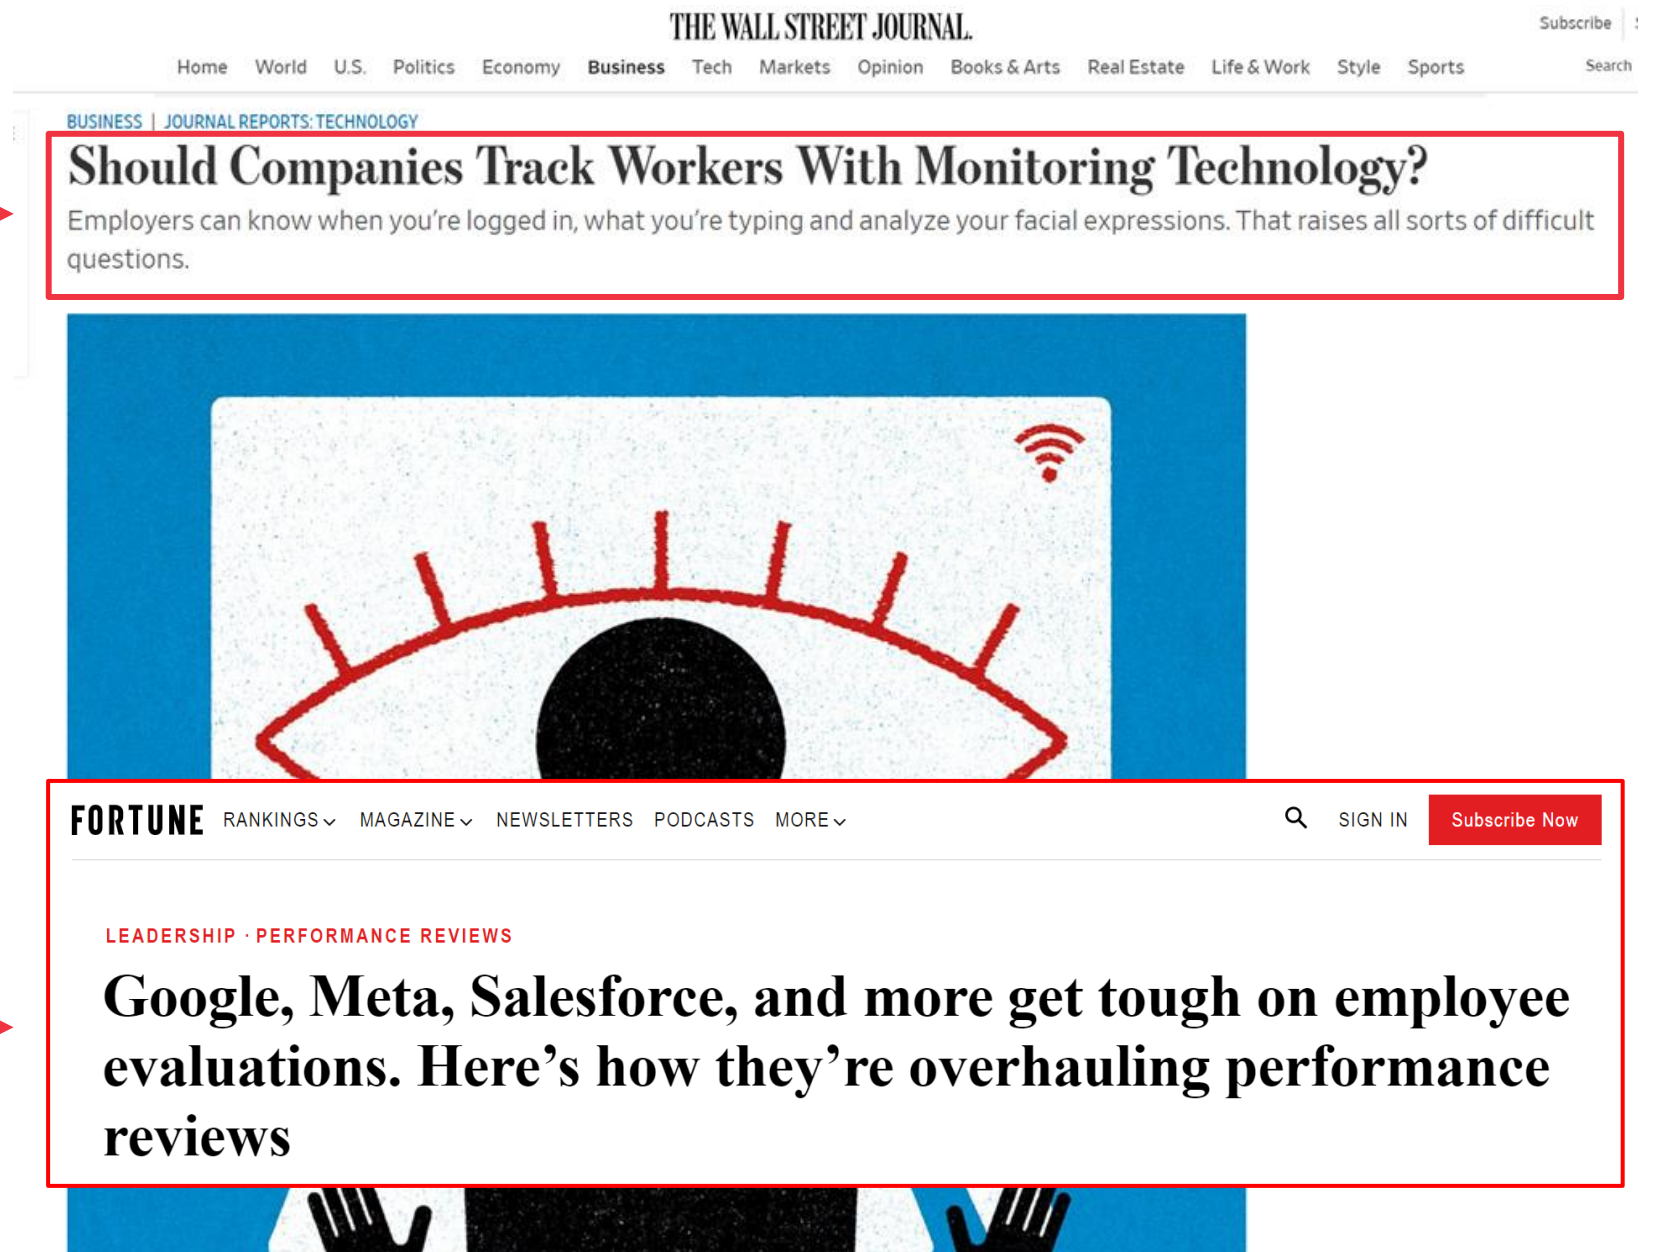 THE WALL STREET JOURNAL.
Subscribe
Home World U.S. Politics Economy Business Tech Markets Opinion Books & Arts Real Estate Life & Work Style Sports Search
BUSINESS | JOURNAL REPORTS: TECHNOLOGY
Should Companies Track Workers With Monitoring Technology?
Employers can know when you're logged in, what you're typing and analyze your facial expressions. That raises all sorts of difficult
questions.
FORTUNE RANKINGS MAGAZINE NEWSLETTERS PODCASTS MORE SIGN IN Subscribe Now
LEADERSHIP · PERFORMANCE REVIEWS
Google, Meta, Salesforce, and more get tough on employee
evaluations. Here’s how they’re overhauling performance
reviews